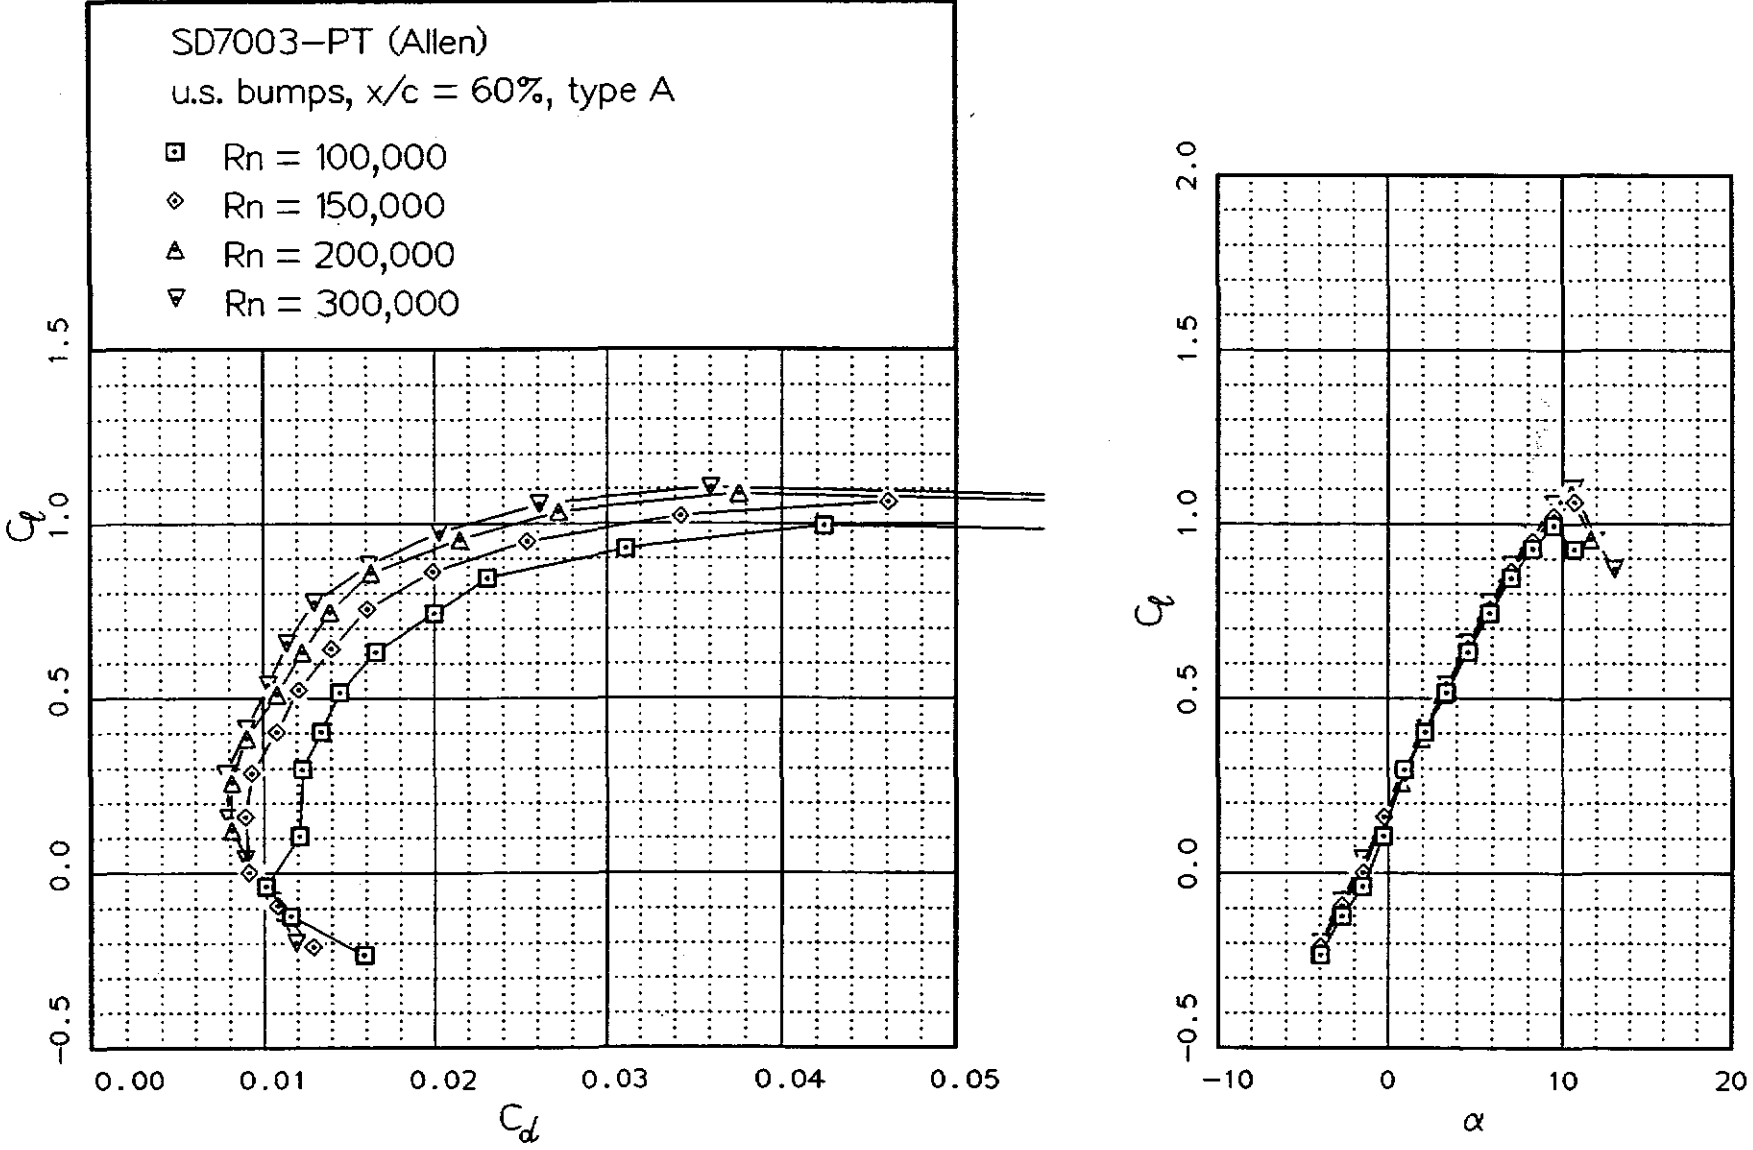 SD7003-PT (Allen)
u.s. bumps, x/c = 60%, type A
Rn = 100,000
Rn = 150,000
Rn = 200,000
Rn = 300,000
1.5
1.0
0.5
0.0
-0.5
Cℓ
0.00 0.01 0.02 0.03 0.04 0.05
Cd
2.0
1.5
1.0
0.5
0.0
-0.5
Cℓ
-10 0 10 20
α